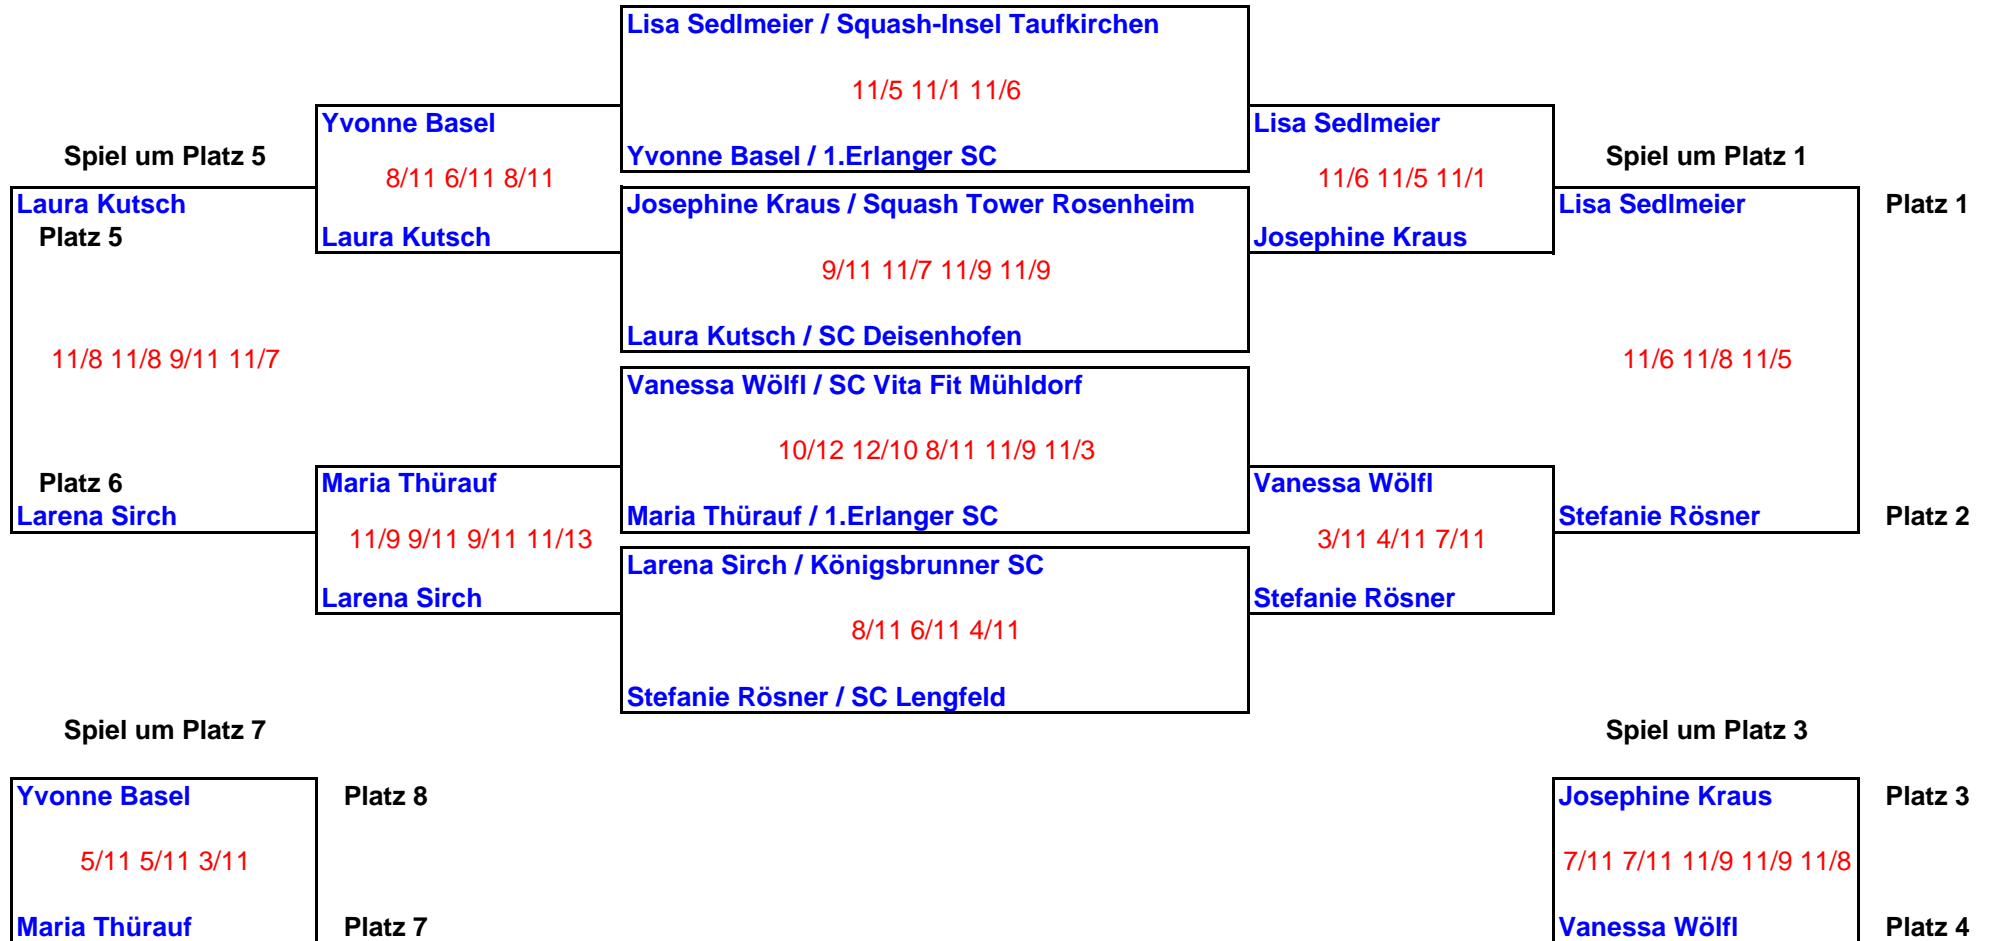 Lisa Sedlmeier / Squash-Insel Taufkirchen
11/5 11/1 11/6
Yvonne Basel
Lisa Sedlmeier
Spiel um Platz 5
Yvonne Basel / 1.Erlanger SC
Spiel um Platz 1
8/11 6/11 8/11
11/6 11/5 11/1
Laura Kutsch
Josephine Kraus / Squash Tower Rosenheim
Lisa Sedlmeier
Platz 1
Platz 5
Laura Kutsch
Josephine Kraus
9/11 11/7 11/9 11/9
Laura Kutsch / SC Deisenhofen
11/8 11/8 9/11 11/7
11/6 11/8 11/5
Vanessa Wölfl / SC Vita Fit Mühldorf
10/12 12/10 8/11 11/9 11/3
Platz 6
Maria Thürauf
Vanessa Wölfl
Larena Sirch
Maria Thürauf / 1.Erlanger SC
Stefanie Rösner
Platz 2
11/9 9/11 9/11 11/13
3/11 4/11 7/11
Larena Sirch / Königsbrunner SC
Larena Sirch
Stefanie Rösner
8/11 6/11 4/11
Stefanie Rösner / SC Lengfeld
Spiel um Platz 7
Spiel um Platz 3
Yvonne Basel
Platz 8
Josephine Kraus
Platz 3
5/11 5/11 3/11
7/11 7/11 11/9 11/9 11/8
Maria Thürauf
Platz 7
Vanessa Wölfl
Platz 4